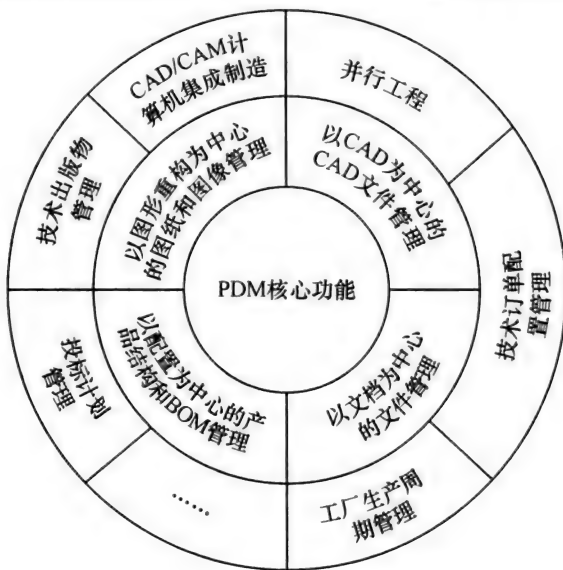 CAD/CAM计
算机集成制造
并行工程
技术出版物
管理
以图形重构为中心
的图纸和图像管理
以CAD为中心的
CAD文件管理
PDM核心功能
技术订单配
置管理
投标计划
管理
以配置为中心的产
品结构和BOM管理
以文档为中心
的文件管理
……
工厂生产周
期管理